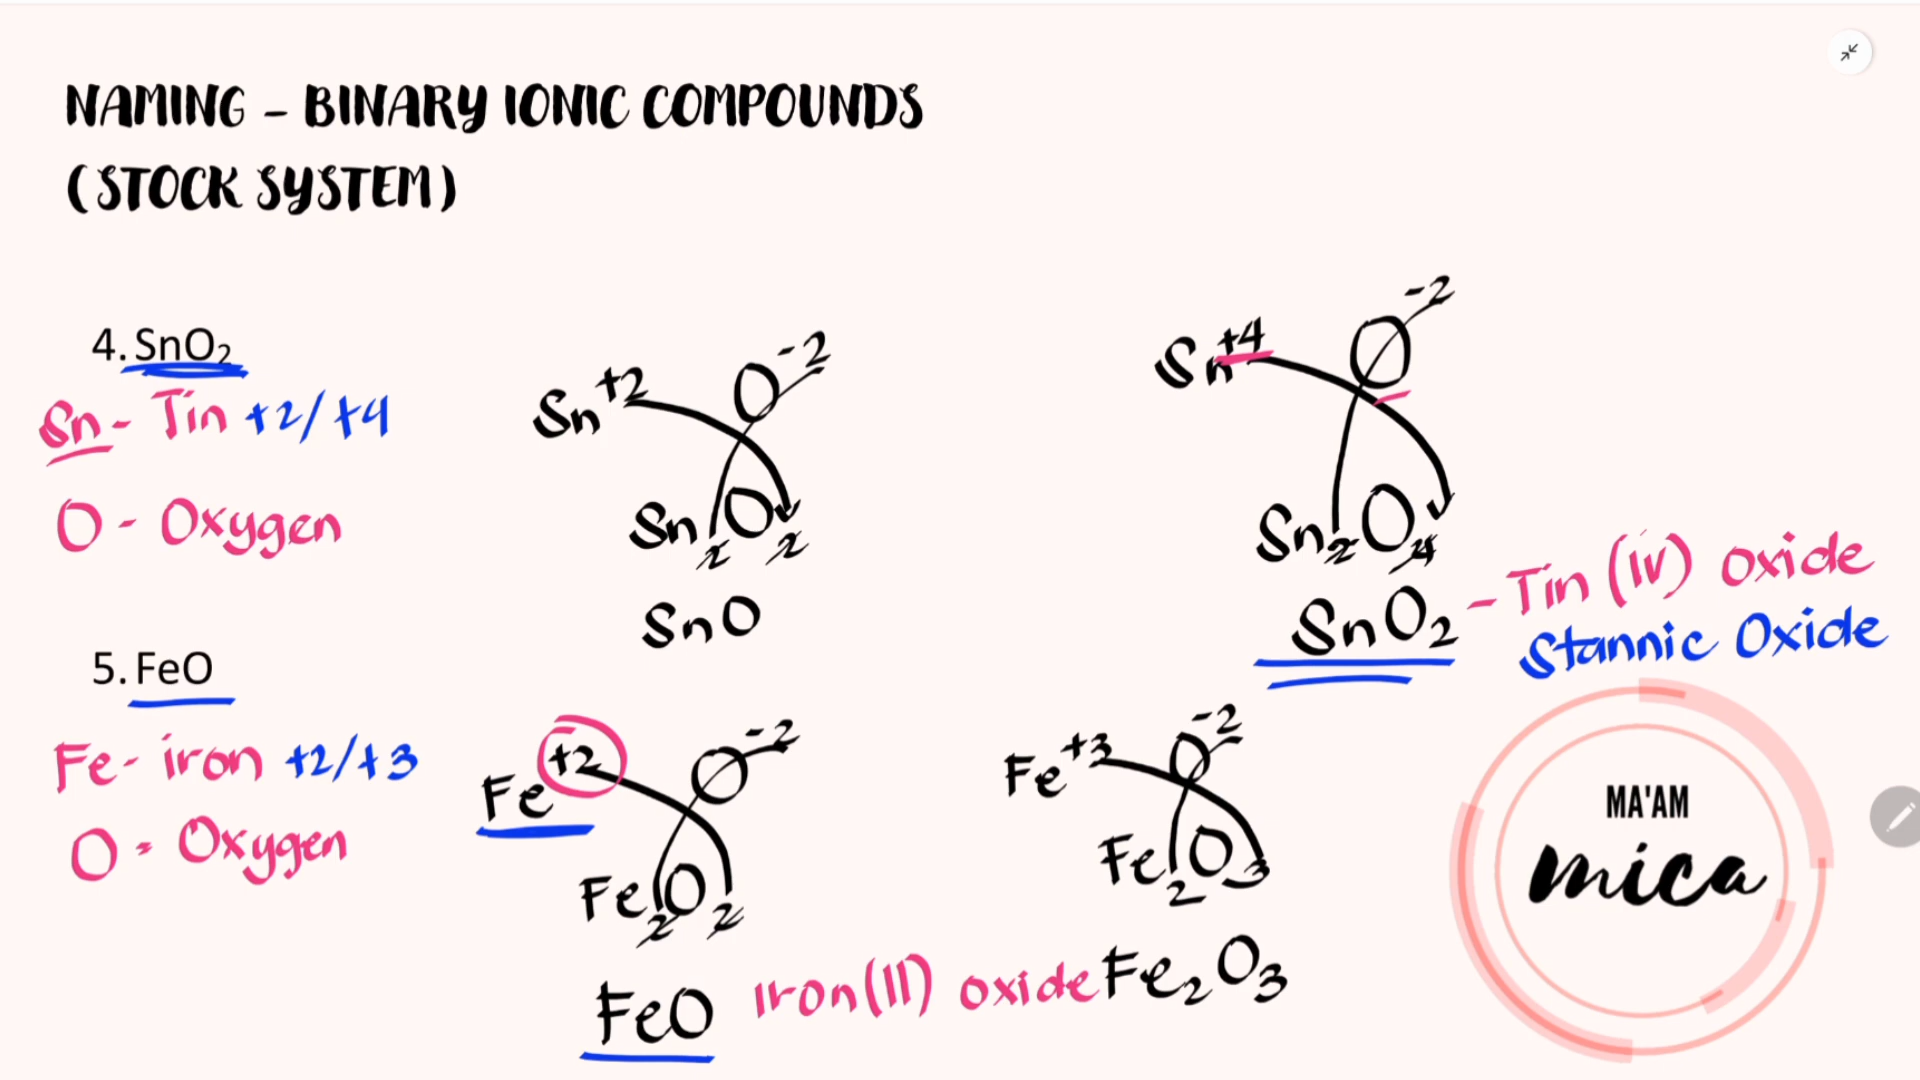 NAMING - BINARY IONIC COMPOUNDS
(STOCK SYSTEM)
4. SnO₂
Sn - Tin +2/+4
O - Oxygen
Sn⁺² O⁻²
Sn₂O₂
SnO
Sn⁺⁴ O⁻²
Sn₂O₄
SnO₂ - Tin (iv) oxide
Stannic Oxide
5. FeO
Fe - iron +2/+3
O - Oxygen
Fe⁺² O⁻²
Fe₂O₂
FeO Iron(II) oxide
Fe⁺³ O⁻²
Fe₂O₃
Fe₂O₃
MA'AM
mica